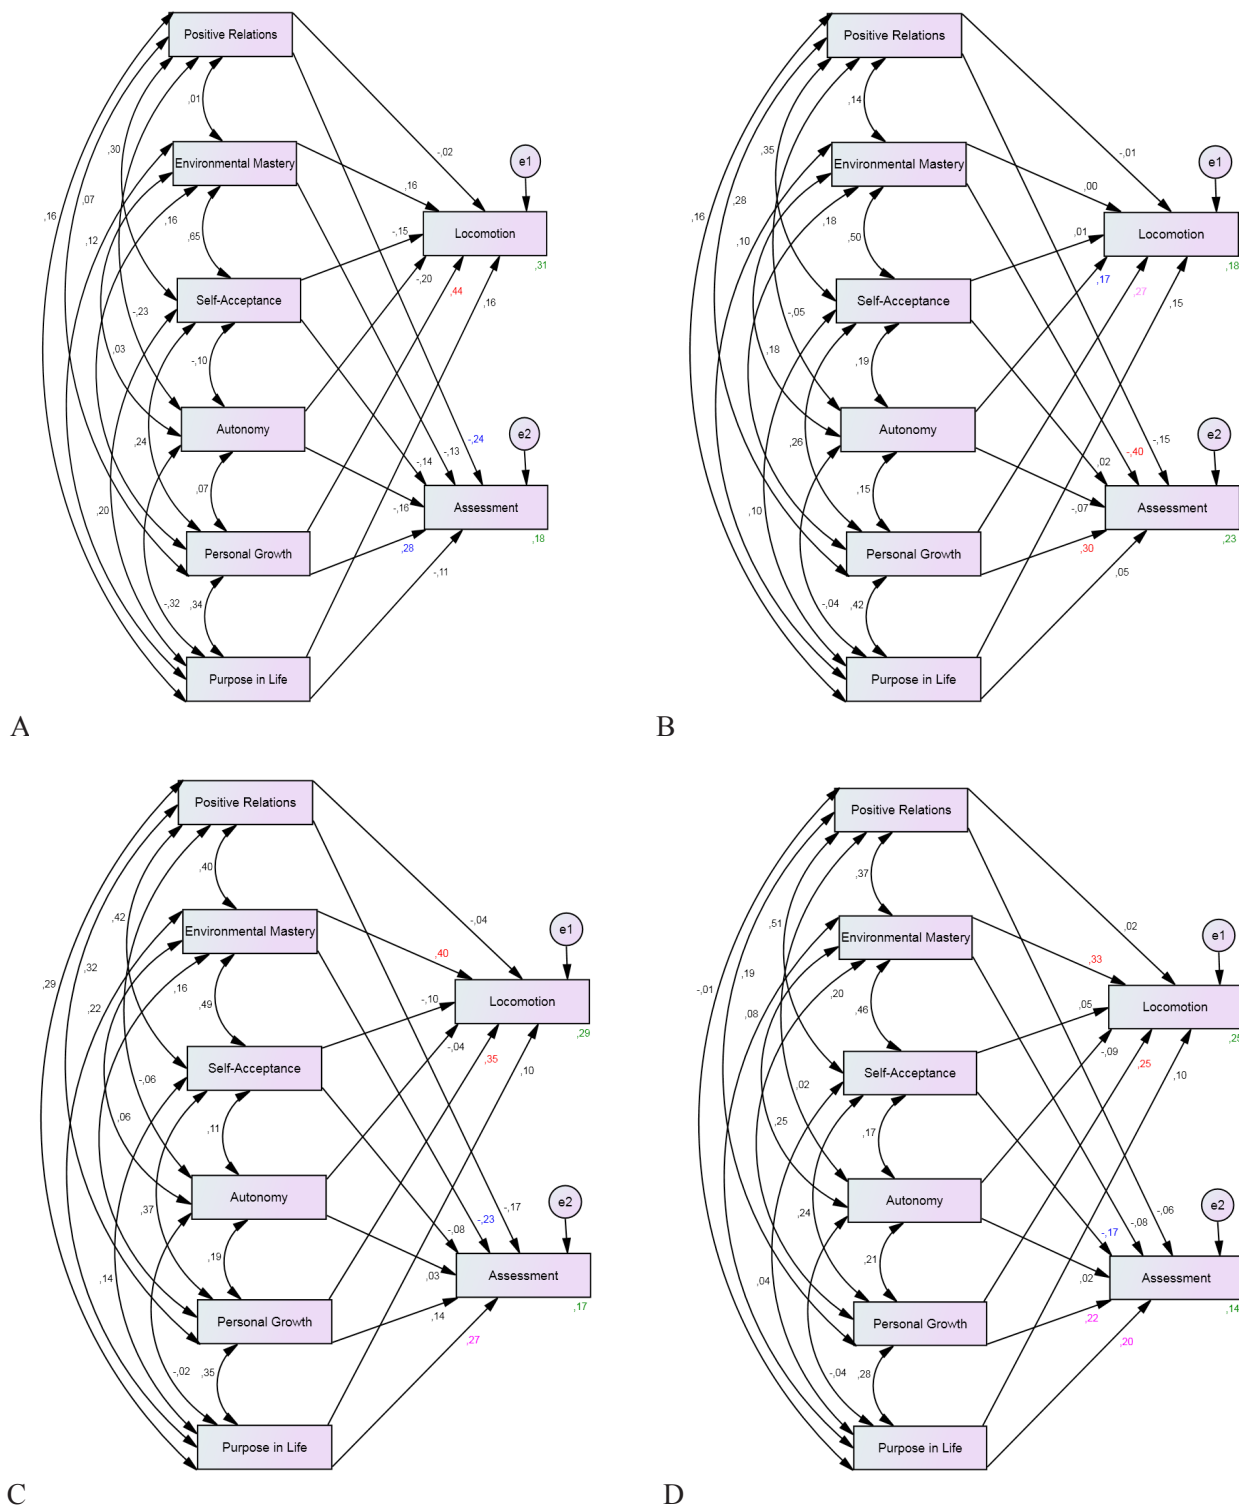 Positive Relations
,01
-,02
,30
Environmental Mastery
e1
,16
,07
,16
,16
,12
,65
-,15
Locomotion
,31
-,20
,44
,16
Self-Acceptance
-,23
,03
-,10
Autonomy
e2
-,24
,24
-,13
-,14
,07
-,16
Assessment
,20
,18
Personal Growth
,28
-,11
-,32
,34
Purpose in Life
A
Positive Relations
,14
-,01
,35
Environmental Mastery
e1
,00
,28
,16
,18
,10
,50
,01
Locomotion
,18
,17
,27
,15
Self-Acceptance
-,05
,18
,19
Autonomy
e2
-,15
,26
-,40
,02
,15
-,07
Assessment
,10
,23
Personal Growth
,30
,05
-,04
,42
Purpose in Life
B
Positive Relations
,40
-,04
,42
Environmental Mastery
e1
,40
,32
,29
,16
,22
,49
-,10
Locomotion
,29
-,04
,35
,10
Self-Acceptance
-,06
,06
,11
Autonomy
e2
-,17
,37
-,23
-,08
,19
,03
Assessment
,14
,17
Personal Growth
,14
,27
-,02
,35
Purpose in Life
C
Positive Relations
,37
,02
,51
Environmental Mastery
e1
,33
,19
-,01
,20
,08
,46
,05
Locomotion
,25
-,09
,25
,10
Self-Acceptance
,02
,25
,17
Autonomy
e2
-,06
,24
-,08
-,17
,21
,02
Assessment
,04
,14
Personal Growth
,22
,20
-,04
,28
Purpose in Life
D